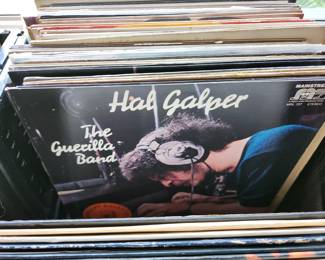 Hal Galper
MAINSTREAM
The
Guerilla
Band